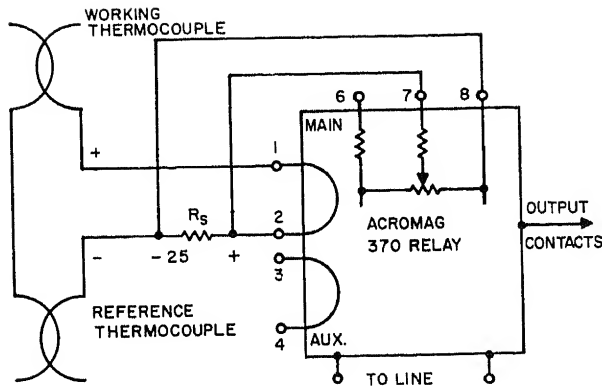 WORKING
THERMOCOUPLE
6 7 8
MAIN
+ 1
RS 2
ACROMAG
370 RELAY
OUTPUT
CONTACTS
- -25 + 3
REFERENCE
THERMOCOUPLE
4 AUX.
TO LINE